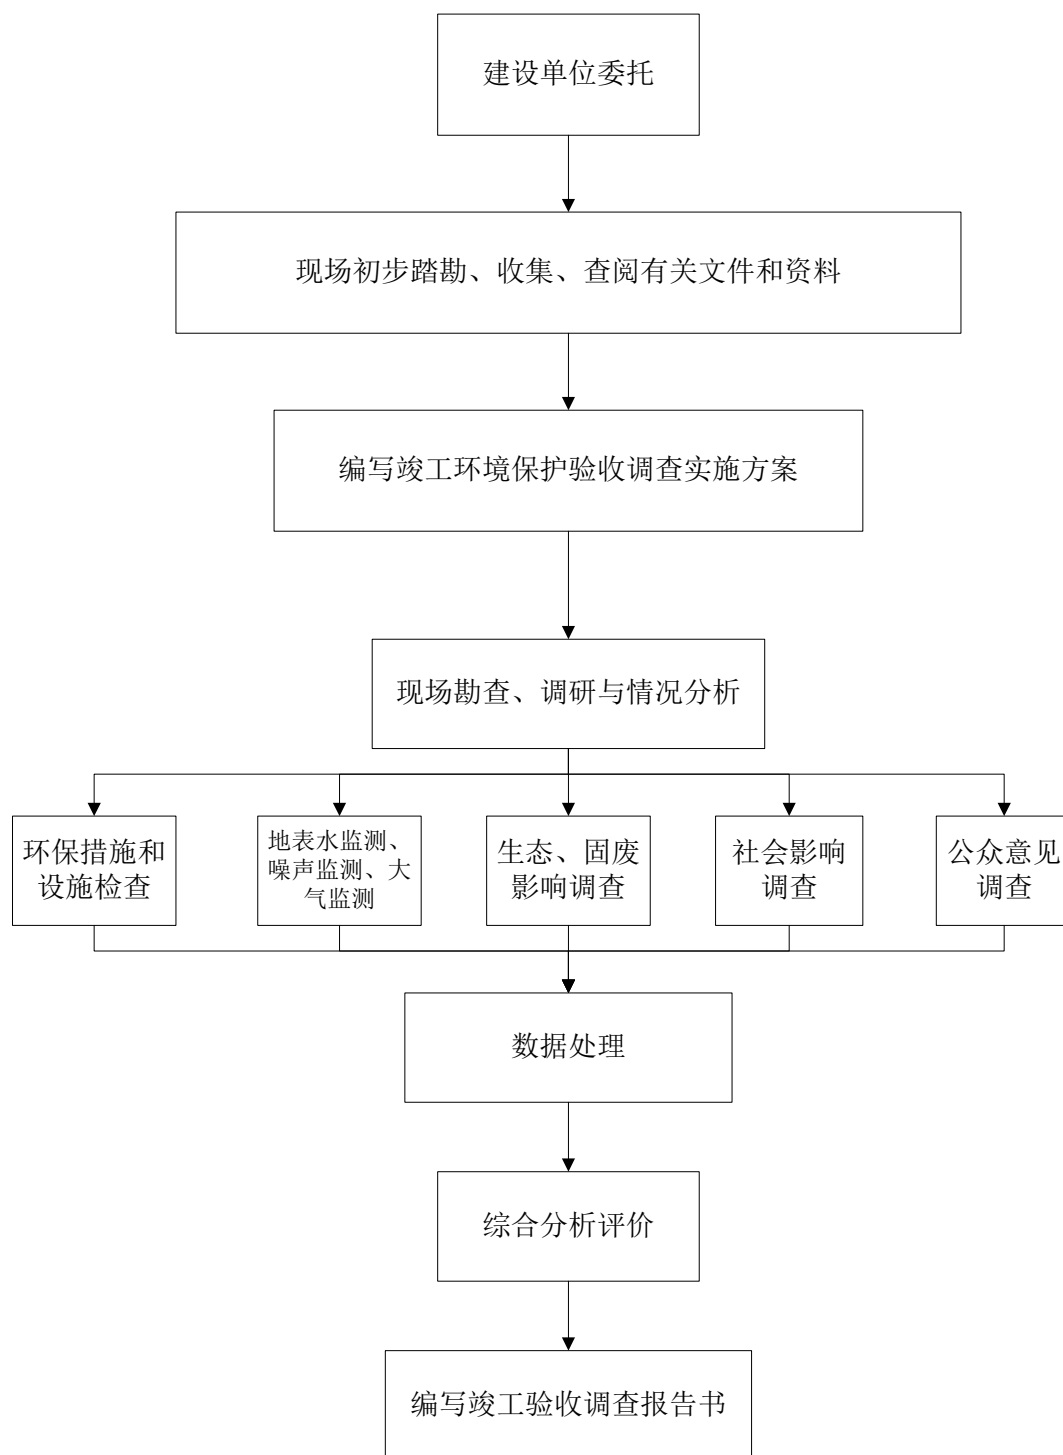 建设单位委托
现场初步踏勘、收集、查阅有关文件和资料
编写竣工环境保护验收调查实施方案
现场勘查、调研与情况分析
环保措施和
设施检查
地表水监测、
噪声监测、大
气监测
生态、固废
影响调查
社会影响
调查
公众意见
调查
数据处理
综合分析评价
编写竣工验收调查报告书